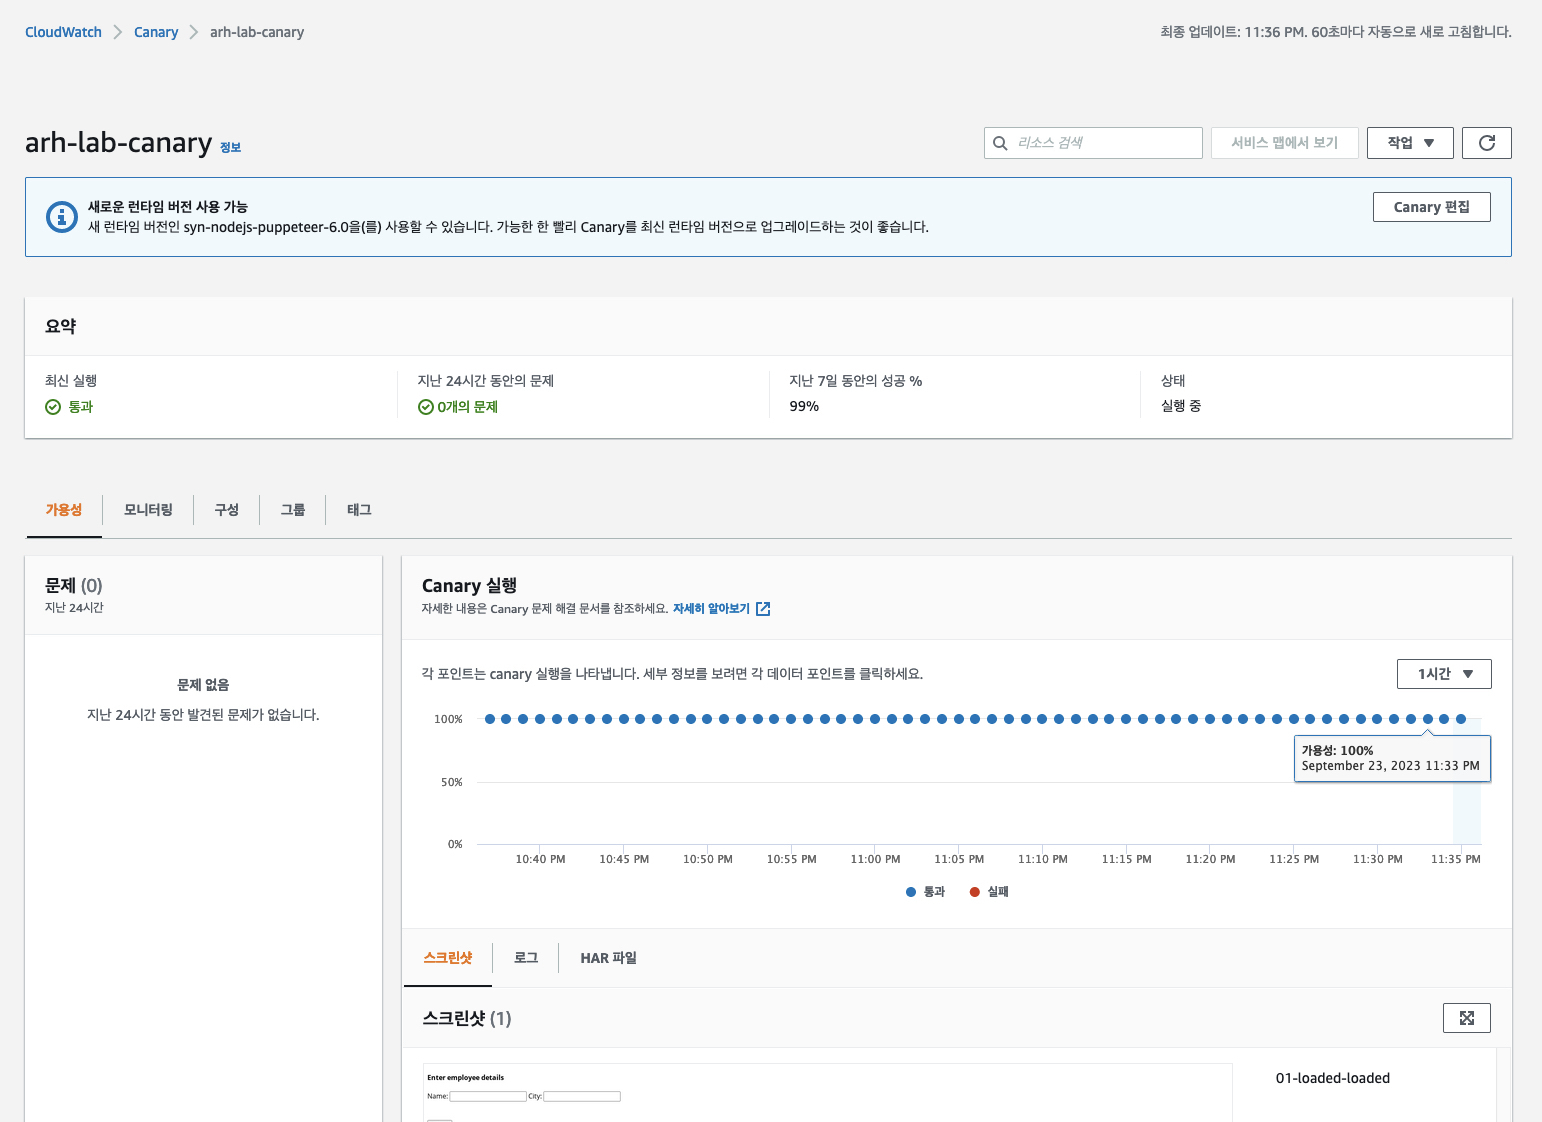 CloudWatch
Canary
arh-lab-canary
최종 업데이트: 11:36 PM. 60초마다 자동으로 새로 고침합니다.
arh-lab-canary 정보
리소스 검색
서비스 맵에서 보기
작업
새로운 런타임 버전 사용 가능
새 런타임 버전인 syn-nodejs-puppeteer-6.0을(를) 사용할 수 있습니다. 가능한 한 빨리 Canary를 최신 런타임 버전으로 업그레이드하는 것이 좋습니다.
Canary 편집
요약
최신 실행
통과
지난 24시간 동안의 문제
0개의 문제
지난 7일 동안의 성공 %
99%
상태
실행 중
가용성
모니터링
구성
그룹
태그
문제 (0)
지난 24시간
문제 없음
지난 24시간 동안 발견된 문제가 없습니다.
Canary 실행
자세한 내용은 Canary 문제 해결 문서를 참조하세요. 자세히 알아보기
각 포인트는 canary 실행을 나타냅니다. 세부 정보를 보려면 각 데이터 포인트를 클릭하세요.
1시간
100%
50%
0%
가용성: 100%
September 23, 2023 11:33 PM
10:40 PM
10:45 PM
10:50 PM
10:55 PM
11:00 PM
11:05 PM
11:10 PM
11:15 PM
11:20 PM
11:25 PM
11:30 PM
11:35 PM
통과
실패
스크린샷
로그
HAR 파일
스크린샷 (1)
Enter employee details
Name:
City:
01-loaded-loaded